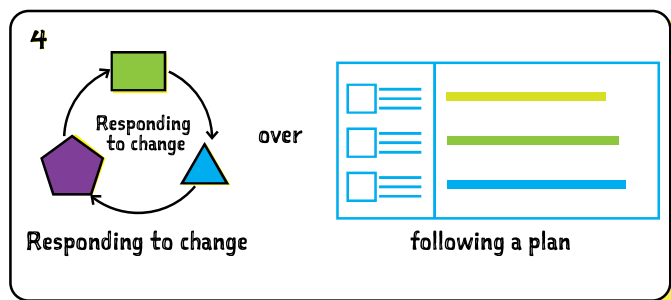 4
Responding
to change
over
Responding to change
following a plan